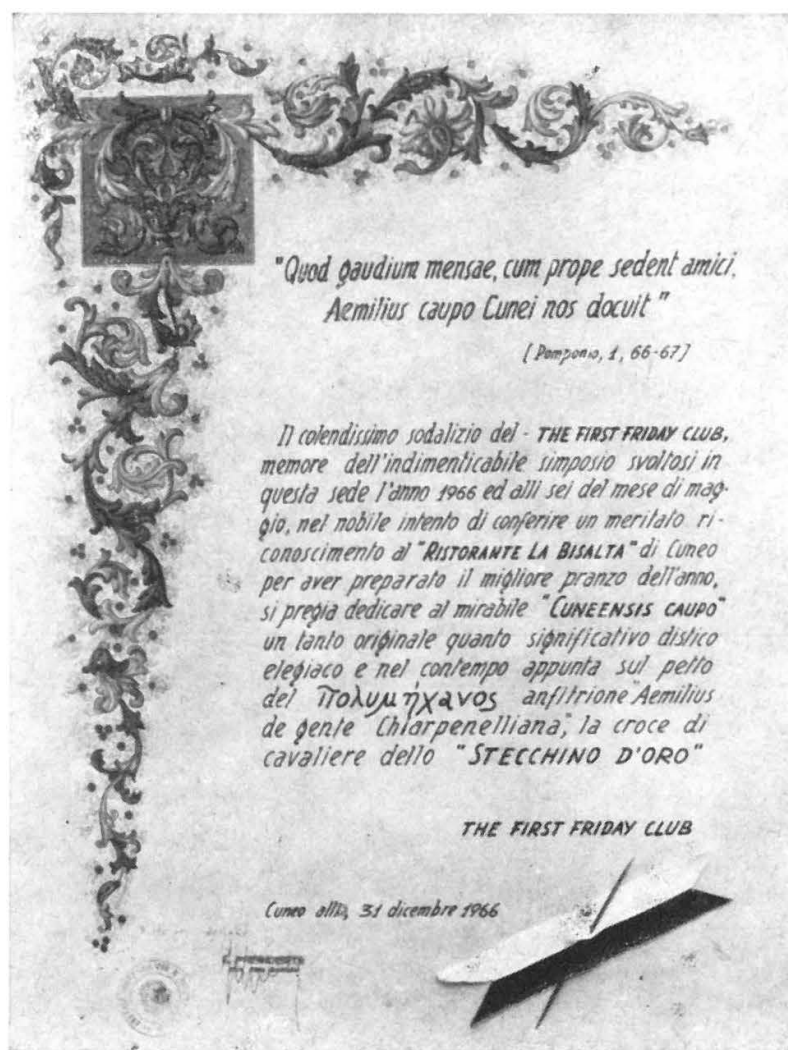 "Quod gaudium mensae, cum prope sedent amici,
Aemilius caupo Cunei nos docuit"
[Pomponio, 1, 66-67]
Il colendissimo sodalizio del - THE FIRST FRIDAY CLUB,
memore dell'indimenticabile simposio svoltosi in
questa sede l'anno 1966 ed alli sei del mese di mag-
gio, nel nobile intento di conferire un meritato ri-
conoscimento al "RISTORANTE LA BISALTA" di Cuneo
per aver preparato il migliore pranzo dell'anno,
si pregia dedicare al mirabile "CUNEENSIS CAUPO"
un tanto originale quanto significativo distico
elegiaco e nel contempo appunta sul petto
del Πολυμήχανος anfitrione "Aemilius
de gente Chiarpenelliana", la croce di
cavaliere dello "STECCHINO D'ORO"
THE FIRST FRIDAY CLUB
Cuneo alli, 31 dicembre 1966
IL PRESIDENTE